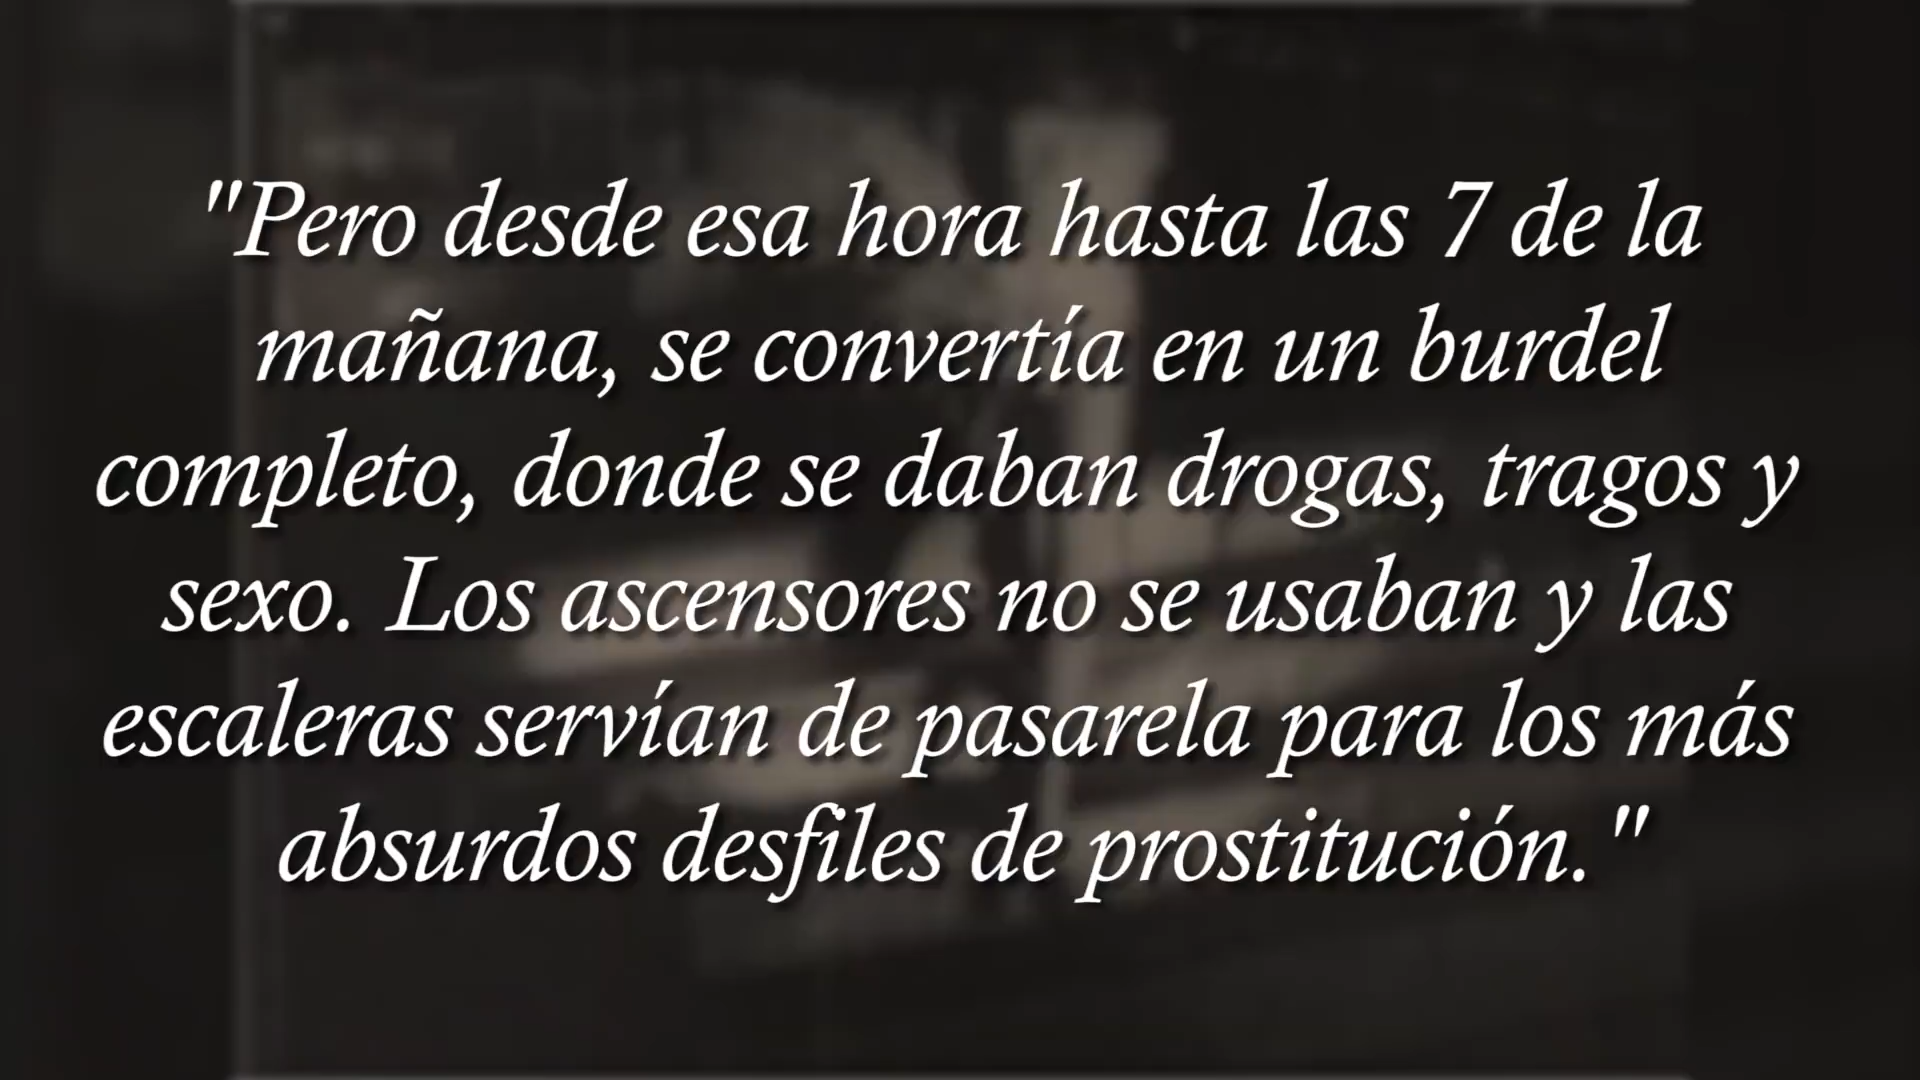 "Pero desde esa hora hasta las 7 de la
mañana, se convertía en un burdel
completo, donde se daban drogas, tragos y
sexo. Los ascensores no se usaban y las
escaleras servían de pasarela para los más
absurdos desfiles de prostitución."